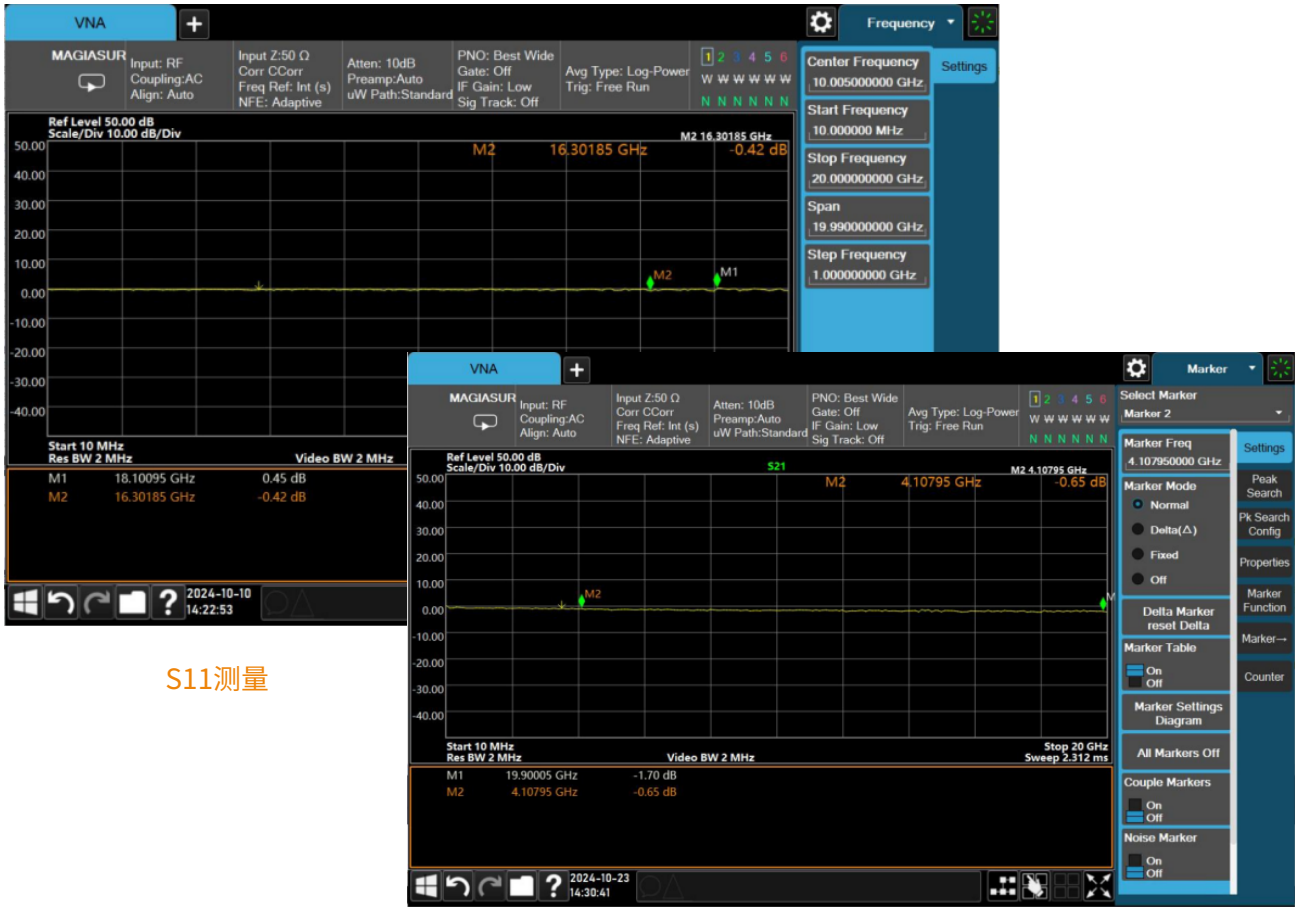 VNA
+
Frequency
MAGIASUR
Input: RF
Coupling:AC
Align: Auto
Input Z:50 Ω
Corr CCorr
Freq Ref: Int (s)
NFE: Adaptive
Atten: 10dB
Preamp:Auto
uW Path:Standard
PNO: Best Wide
Gate: Off
IF Gain: Low
Sig Track: Off
Avg Type: Log-Power
Trig: Free Run
1 2 3 4 5 6
W W W W W W
N N N N N N
Center Frequency
10.005000000 GHz
Start Frequency
10.000000 MHz
Stop Frequency
20.000000000 GHz
Span
19.990000000 GHz
Step Frequency
1.000000000 GHz
Settings
Ref Level 50.00 dB
Scale/Div 10.00 dB/Div
M2 16.30185 GHz
M2 16.30185 GHz -0.42 dB
50.00
40.00
30.00
20.00
10.00
0.00
-10.00
-20.00
-30.00
-40.00
M2
M1
Start 10 MHz
Res BW 2 MHz
Video BW 2 MHz
M1 18.10095 GHz 0.45 dB
M2 16.30185 GHz -0.42 dB
?
2024-10-10
14:22:53
S11测量
VNA
+
Marker
MAGIASUR
Input: RF
Coupling:AC
Align: Auto
Input Z:50 Ω
Corr CCorr
Freq Ref: Int (s)
NFE: Adaptive
Atten: 10dB
Preamp:Auto
uW Path:Standard
PNO: Best Wide
Gate: Off
IF Gain: Low
Sig Track: Off
Avg Type: Log-Power
Trig: Free Run
1 2 3 4 5 6
W W W W W W
N N N N N N
Select Marker
Marker 2
Marker Freq
4.107950000 GHz
Marker Mode
Normal
Delta(△)
Fixed
Off
Delta Marker
reset Delta
Marker Table
On
Off
Marker Settings
Diagram
All Markers Off
Couple Markers
On
Off
Noise Marker
On
Off
Settings
Peak
Search
Pk Search
Config
Properties
Marker
Function
Marker→
Counter
Ref Level 50.00 dB
Scale/Div 10.00 dB/Div
S21
M2 4.10795 GHz
M2 4.10795 GHz -0.65 dB
50.00
40.00
30.00
20.00
10.00
0.00
-10.00
-20.00
-30.00
-40.00
M2
M
Start 10 MHz
Res BW 2 MHz
Video BW 2 MHz
Stop 20 GHz
Sweep 2.312 ms
M1 19.90005 GHz -1.70 dB
M2 4.10795 GHz -0.65 dB
?
2024-10-23
14:30:41